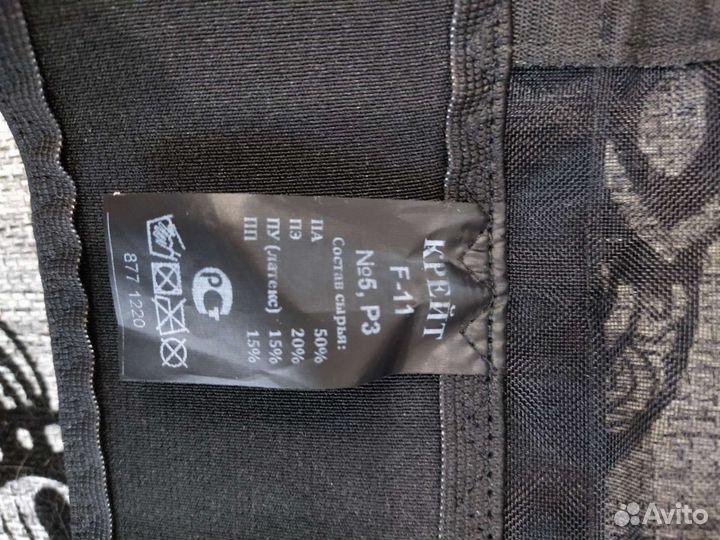 КРЕЙТ
F-11
№5, Р3
Состав сырья:
ПА 50%
ПЭ 20%
ПУ (латекс) 15%
ПП 15%
РСТ
877 1220
Avito